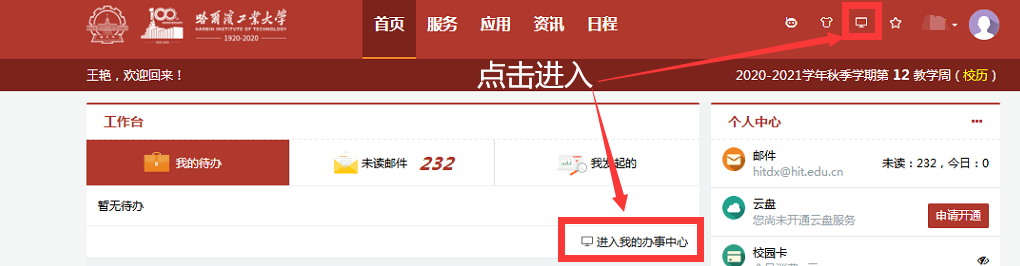 哈爾濱工業大學
100
HARBIN INSTITUTE OF TECHNOLOGY
1920-2020
首页 服务 应用 资讯 日程
王艳，欢迎回来！
点击进入
2020-2021学年秋季学期第 12 教学周（校历）
工作台
我的待办
未读邮件 232
我发起的
暂无待办
进入我的办事中心
个人中心
邮件
hitdx@hit.edu.cn
未读：232，今日：0
云盘
您尚未开通云盘服务
申请开通
校园卡